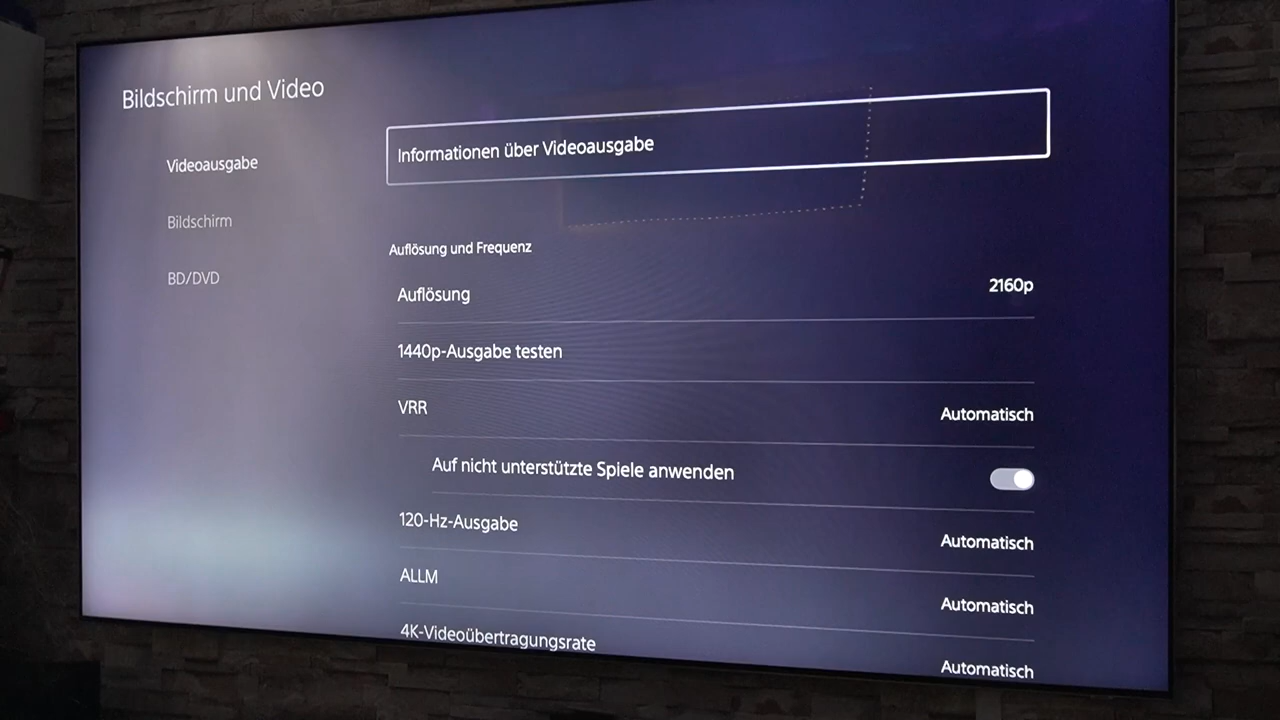 Bildschirm und Video
Videoausgabe
Bildschirm
BD/DVD
Informationen über Videoausgabe
Auflösung und Frequenz
Auflösung 2160p
1440p-Ausgabe testen
VRR Automatisch
Auf nicht unterstützte Spiele anwenden
120-Hz-Ausgabe Automatisch
ALLM Automatisch
4K-Videoübertragungsrate Automatisch